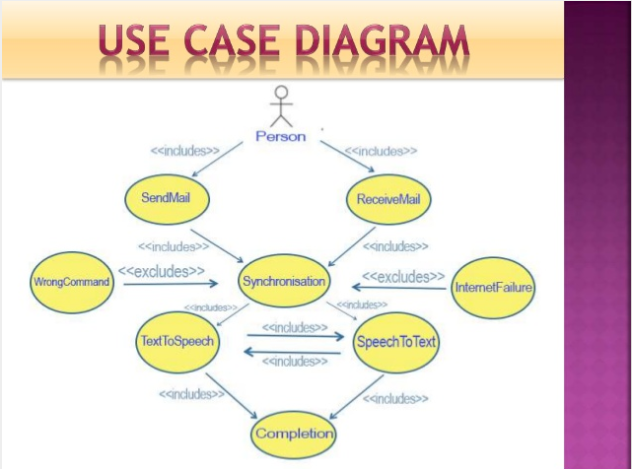 USE CASE DIAGRAM
Person
<<includes>>
<<includes>>
SendMail
ReceiveMail
<<includes>>
<<includes>>
WrongCommand
<<excludes>>
Synchronisation
<<excludes>>
InternetFailure
<<includes>>
<<includes>>
TextToSpeech
<<includes>>
SpeechToText
<<includes>>
<<includes>>
<<includes>>
Completion